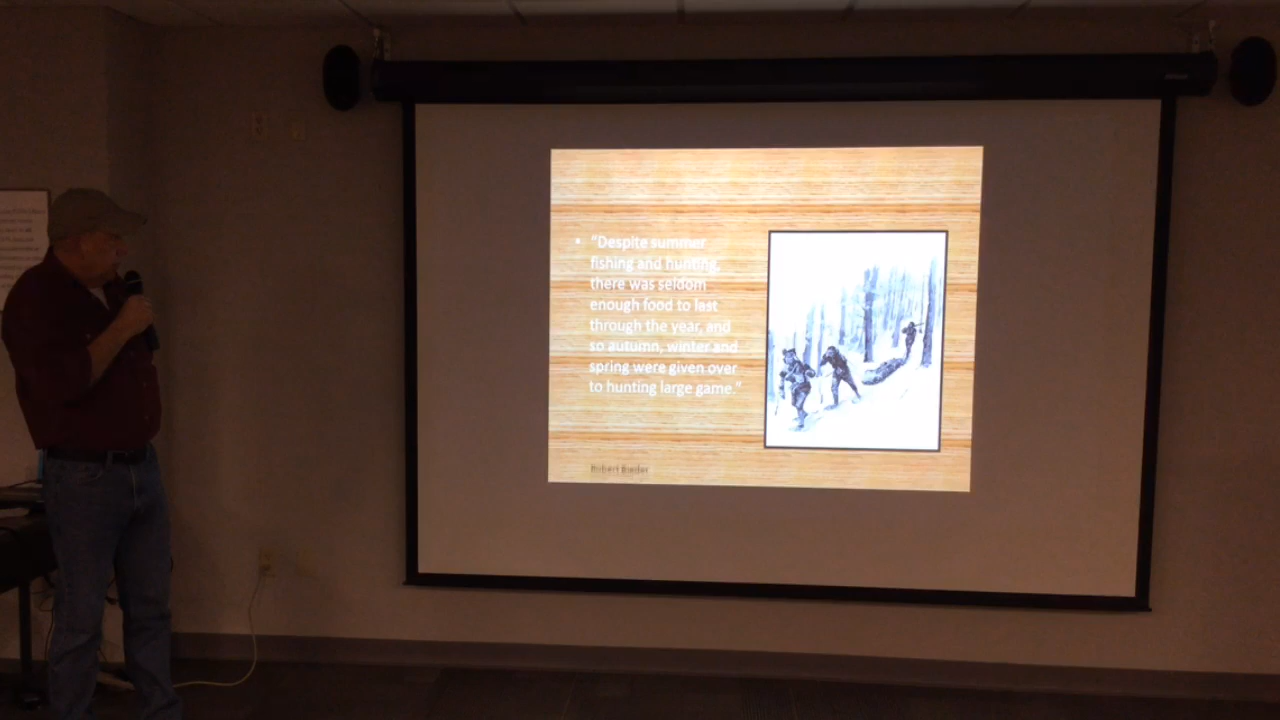 ▪ “Despite summer
fishing and hunting,
there was seldom
enough food to last
through the year, and
so autumn, winter and
spring were given over
to hunting large game.”
Robert